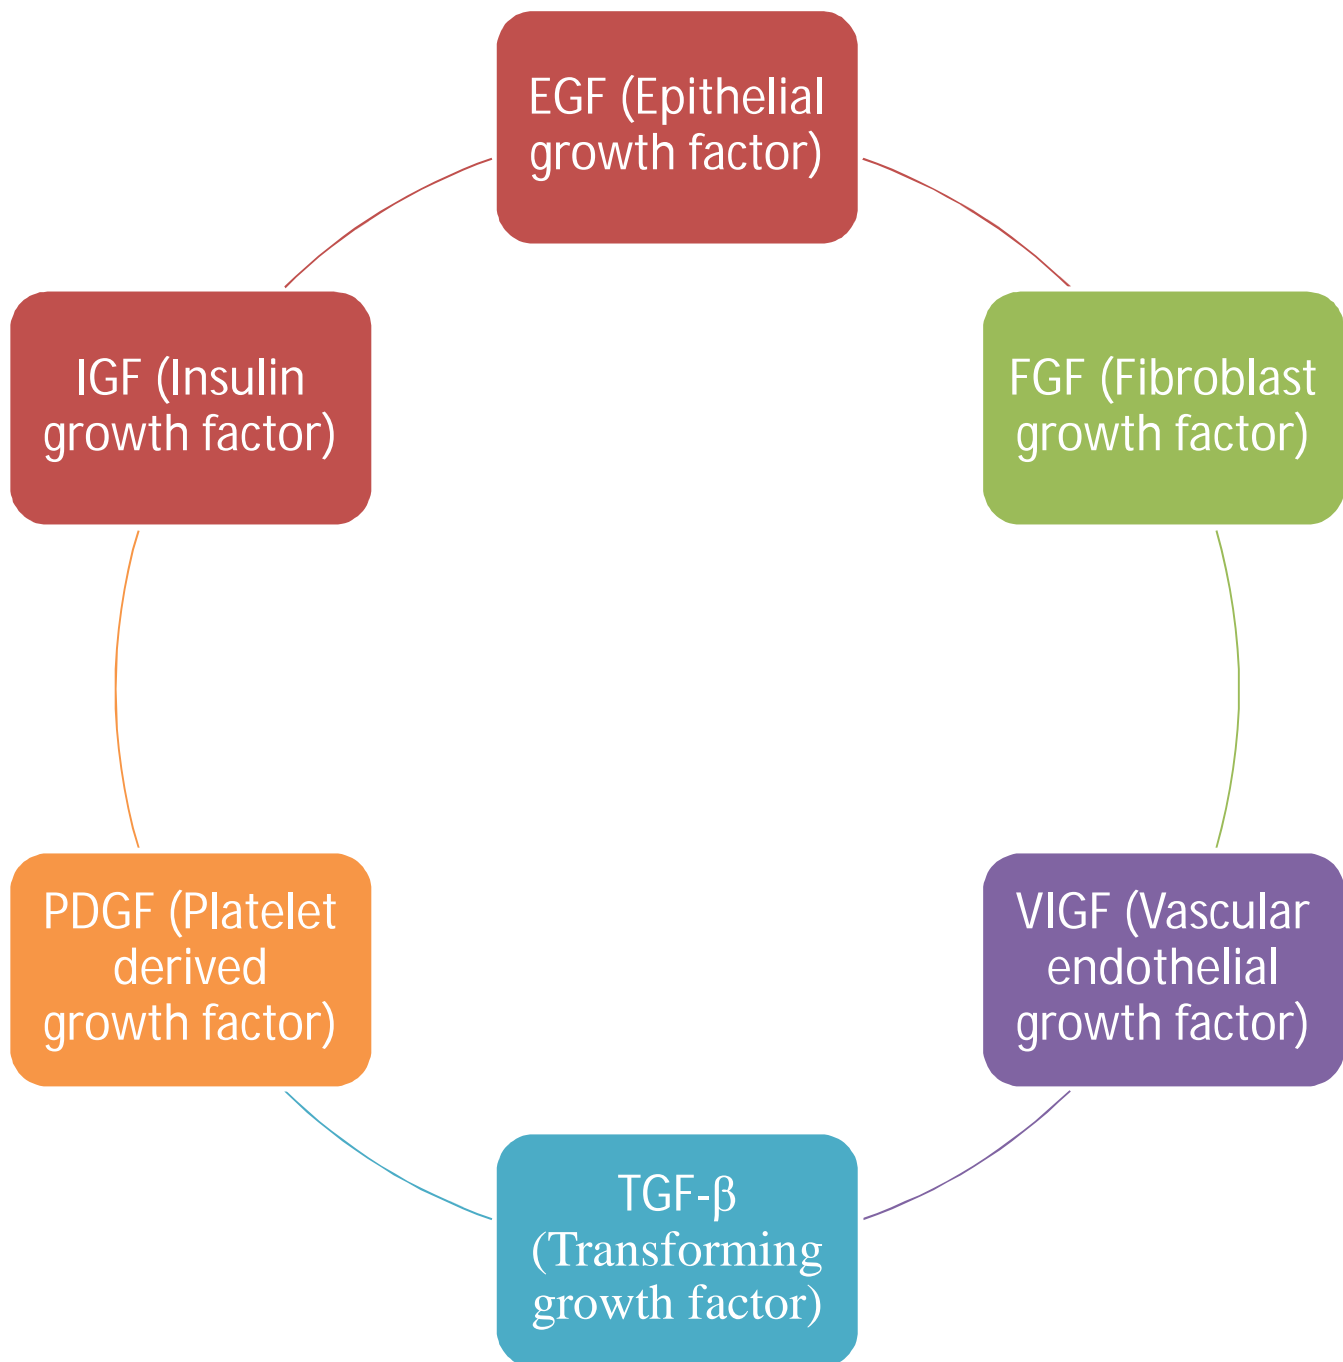 EGF (Epithelial
growth factor)
FGF (Fibroblast
growth factor)
VIGF (Vascular
endothelial
growth factor)
TGF-β
(Transforming
growth factor)
PDGF (Platelet
derived
growth factor)
IGF (Insulin
growth factor)